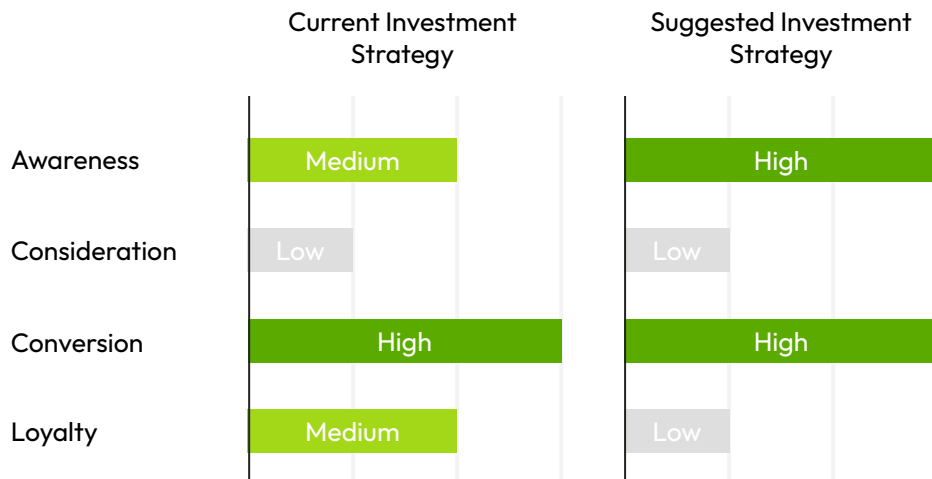 Current Investment
Strategy
Suggested Investment
Strategy
Awareness
Medium
High
Consideration
Low
Low
Conversion
High
High
Loyalty
Medium
Low